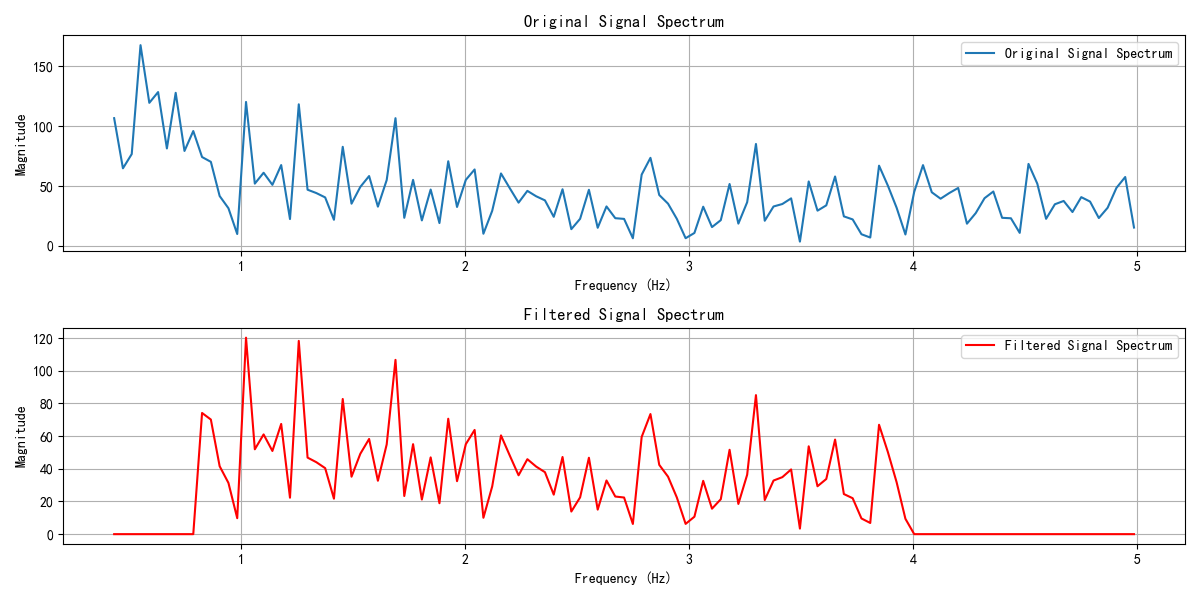 Original Signal Spectrum
Original Signal Spectrum
Magnitude
150
100
50
0
1 2 3 4 5
Frequency (Hz)
Filtered Signal Spectrum
Filtered Signal Spectrum
Magnitude
120
100
80
60
40
20
0
1 2 3 4 5
Frequency (Hz)